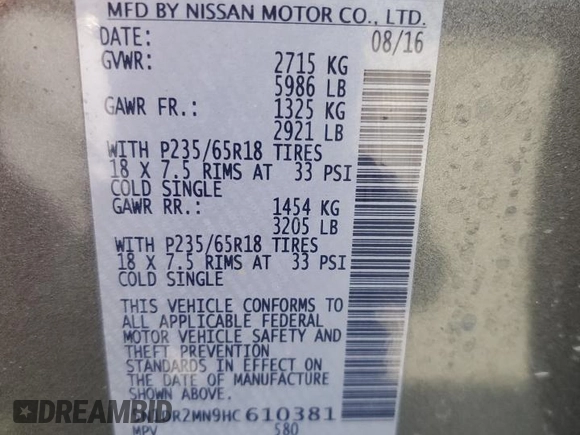 MFD BY NISSAN MOTOR CO., LTD.
DATE: 08/16
GVWR: 2715 KG
5986 LB
GAWR FR.: 1325 KG
2921 LB
WITH P235/65R18 TIRES
18 X 7.5 RIMS AT 33 PSI
COLD SINGLE
GAWR RR.: 1454 KG
3205 LB
WITH P235/65R18 TIRES
18 X 7.5 RIMS AT 33 PSI
COLD SINGLE
THIS VEHICLE CONFORMS TO
ALL APPLICABLE FEDERAL
MOTOR VEHICLE SAFETY AND
THEFT PREVENTION
STANDARDS IN EFFECT ON
THE DATE OF MANUFACTURE
R2MN9HC 610381
MPV 580
DREAMBID